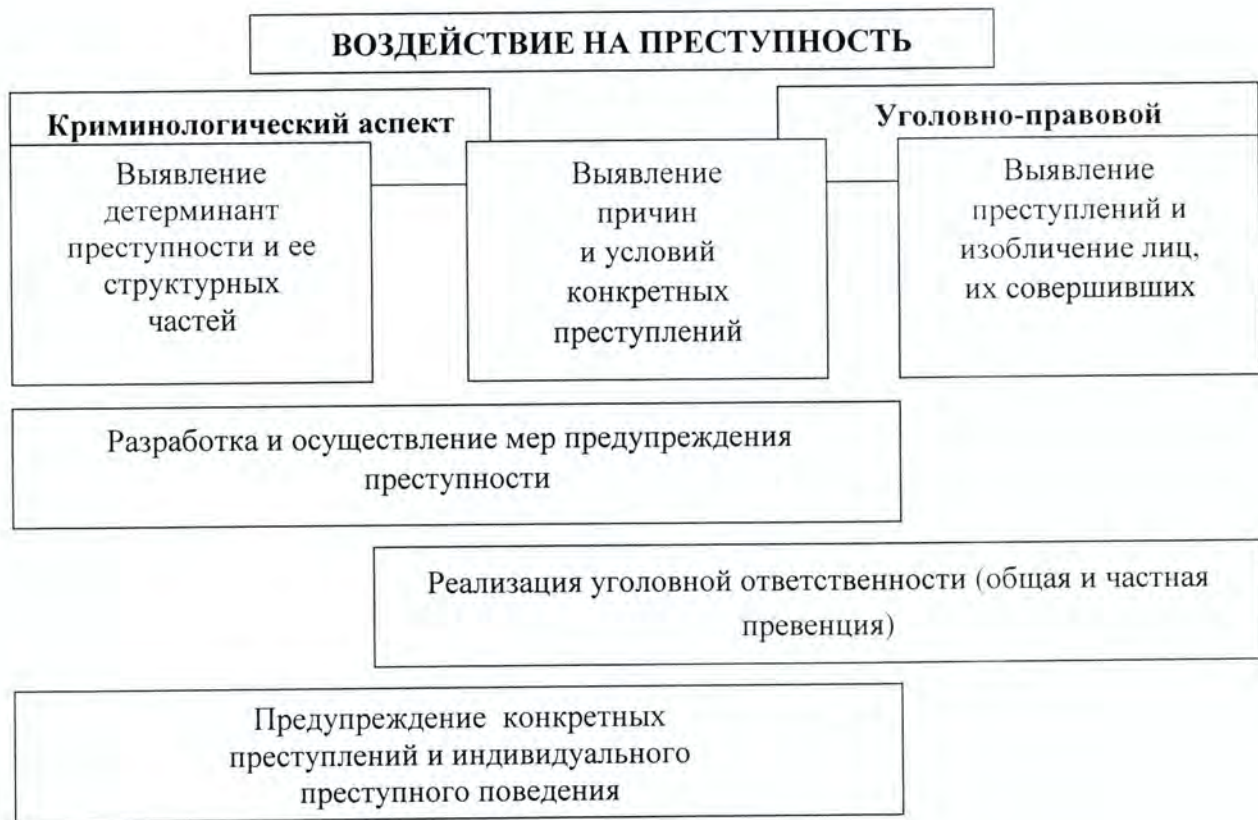 ВОЗДЕЙСТВИЕ НА ПРЕСТУПНОСТЬ
Криминологический аспект
Уголовно-правовой
Выявление
детерминант
преступности и ее
структурных
частей
Выявление
причин
и условий
конкретных
преступлений
Выявление
преступлений и
изобличение лиц,
их совершивших
Разработка и осуществление мер предупреждения
преступности
Реализация уголовной ответственности (общая и частная
превенция)
Предупреждение конкретных
преступлений и индивидуального
преступного поведения